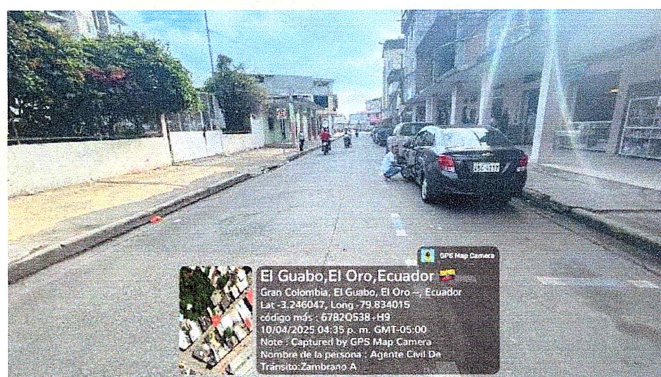 GPS Map Camera
El Guabo,El Oro,Ecuador
Gran Colombia, El Guabo, El Oro –, Ecuador
Lat -3.246047, Long -79.834015
código más : 6782Q538+H9
10/04/2025 04:35 p. m. GMT-05:00
Note : Captured by GPS Map Camera
Nombre de la persona : Agente Civil De
Tránsito:Zambrano A